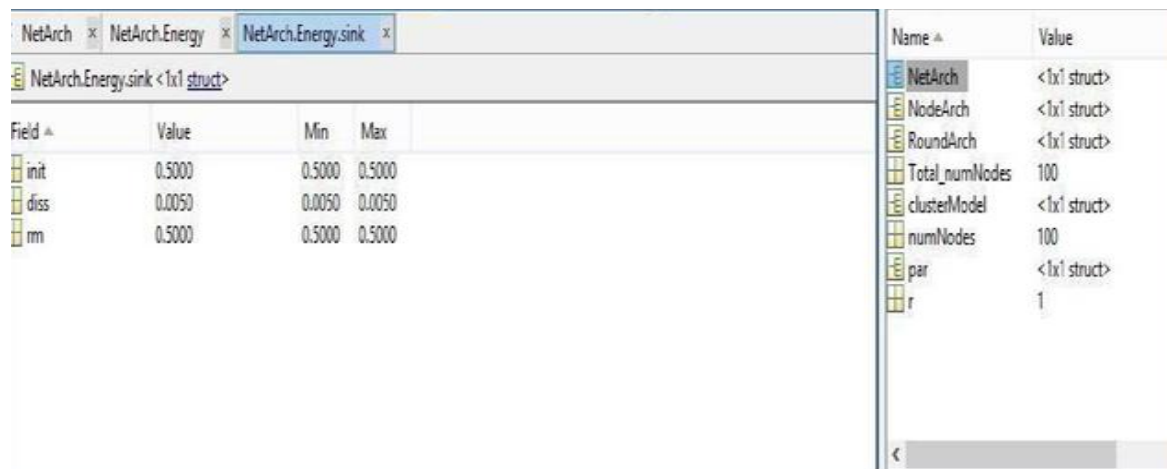 NetArch x NetArch.Energy x NetArch.Energy.sink x
NetArch.Energy.sink <1x1 struct>
Field Value Min Max
init 0.5000 0.5000 0.5000
diss 0.0050 0.0050 0.0050
rm 0.5000 0.5000 0.5000
Name Value
NetArch <1x1 struct>
NodeArch <1x1 struct>
RoundArch <1x1 struct>
Total_numNodes 100
clusterModel <1x1 struct>
numNodes 100
par <1x1 struct>
r 1